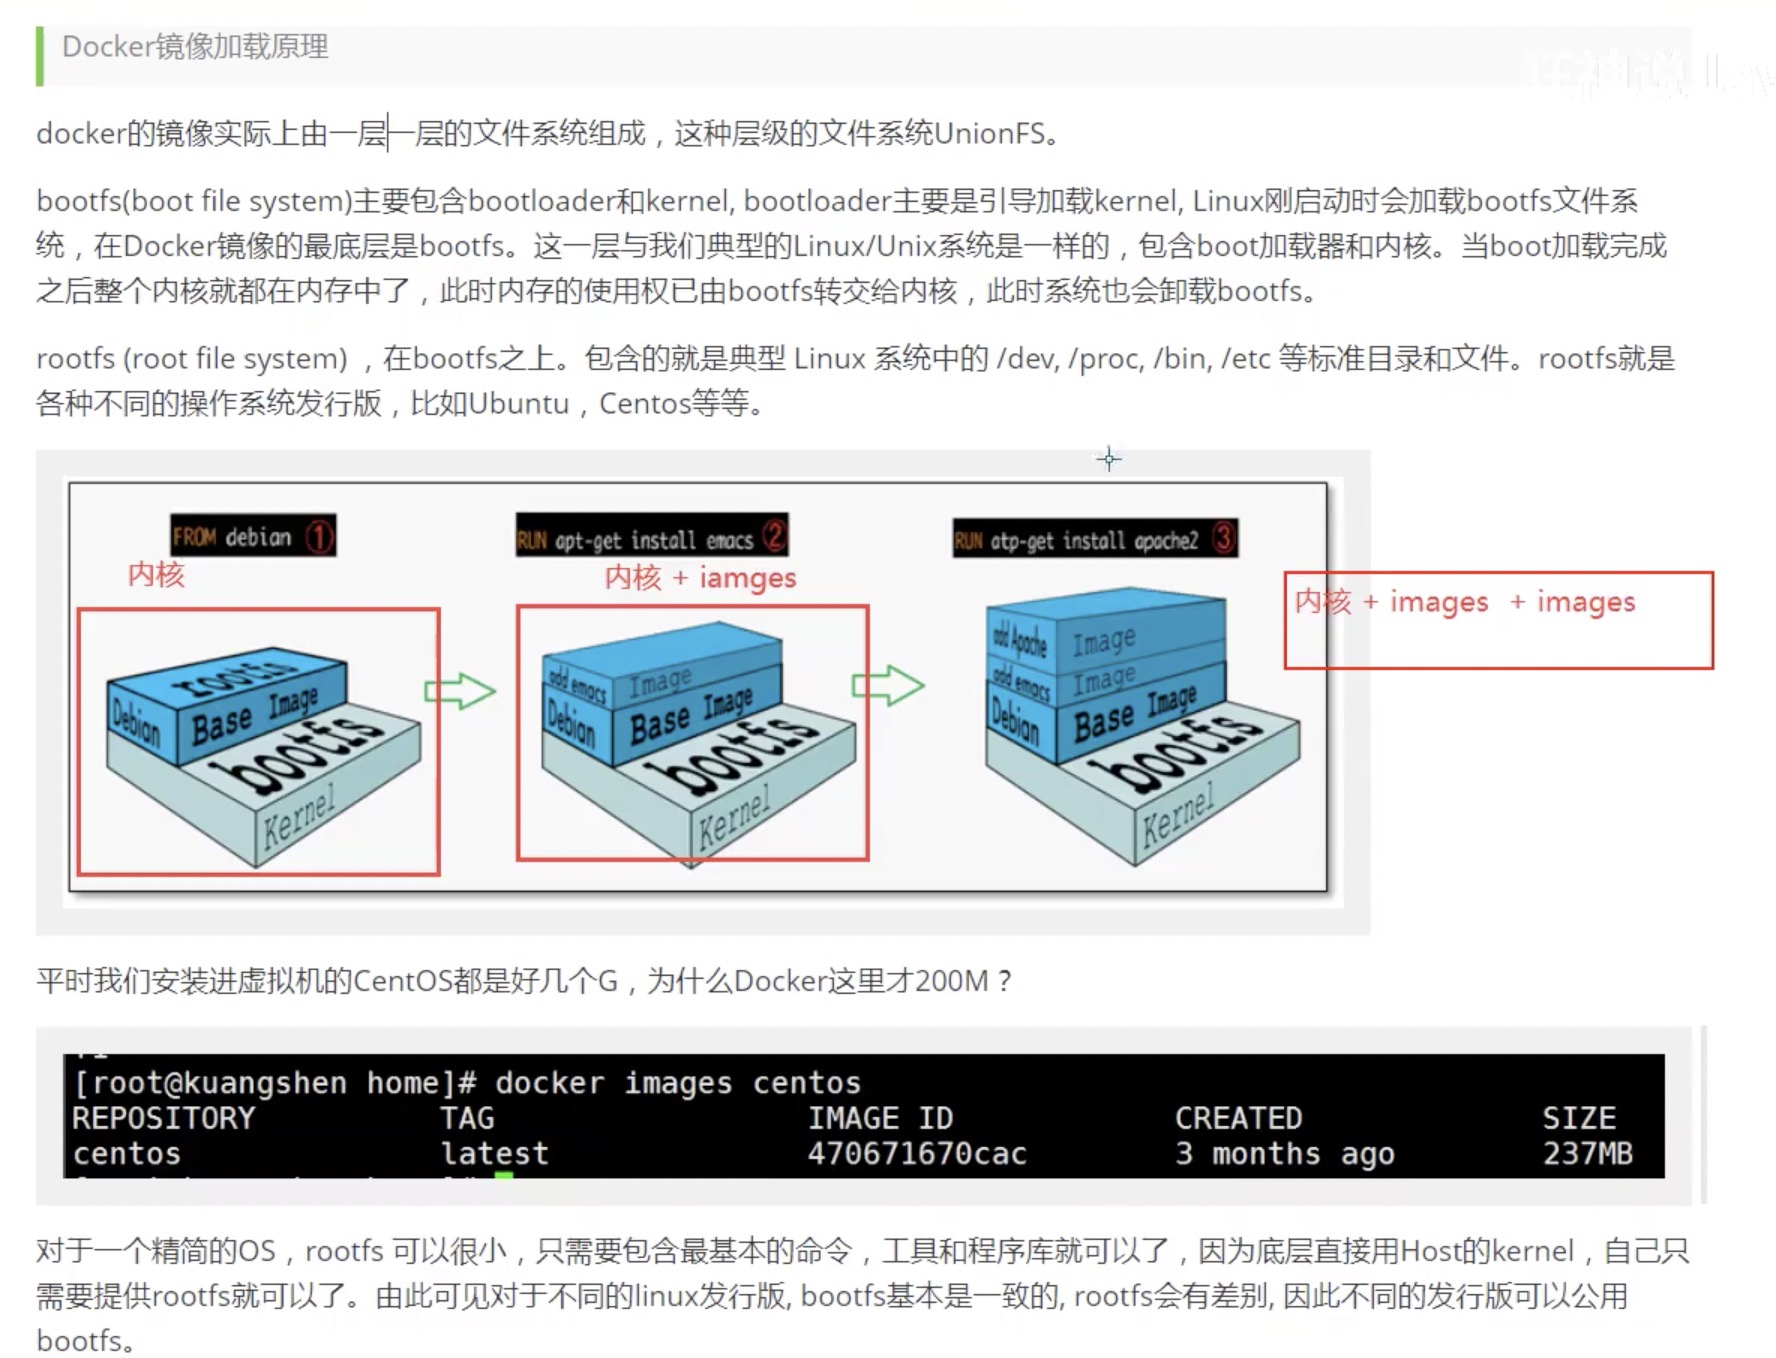 Docker镜像加载原理
docker的镜像实际上由一层一层的文件系统组成，这种层级的文件系统UnionFS。
bootfs(boot file system)主要包含bootloader和kernel, bootloader主要是引导加载kernel, Linux刚启动时会加载bootfs文件系
统，在Docker镜像的最底层是bootfs。这一层与我们典型的Linux/Unix系统是一样的，包含boot加载器和内核。当boot加载完成
之后整个内核就都在内存中了，此时内存的使用权已由bootfs转交给内核，此时系统也会卸载bootfs。
rootfs (root file system) ，在bootfs之上。包含的就是典型 Linux 系统中的 /dev, /proc, /bin, /etc 等标准目录和文件。rootfs就是
各种不同的操作系统发行版，比如Ubuntu，Centos等等。
FROM debian ①
内核
rootfs
Debian Base Image
bootfs
Kernel
RUN apt-get install emacs ②
内核 + iamges
add emacs Image
Debian Base Image
bootfs
Kernel
RUN atp-get install apache2 ③
内核 + images + images
add Apache Image
add emacs Image
Debian Base Image
bootfs
Kernel
平时我们安装进虚拟机的CentOS都是好几个G，为什么Docker这里才200M？
[root@kuangshen home]# docker images centos
REPOSITORY TAG IMAGE ID CREATED SIZE
centos latest 470671670cac 3 months ago 237MB
对于一个精简的OS，rootfs 可以很小，只需要包含最基本的命令，工具和程序库就可以了，因为底层直接用Host的kernel，自己只
需要提供rootfs就可以了。由此可见对于不同的linux发行版, bootfs基本是一致的, rootfs会有差别, 因此不同的发行版可以公用
bootfs。